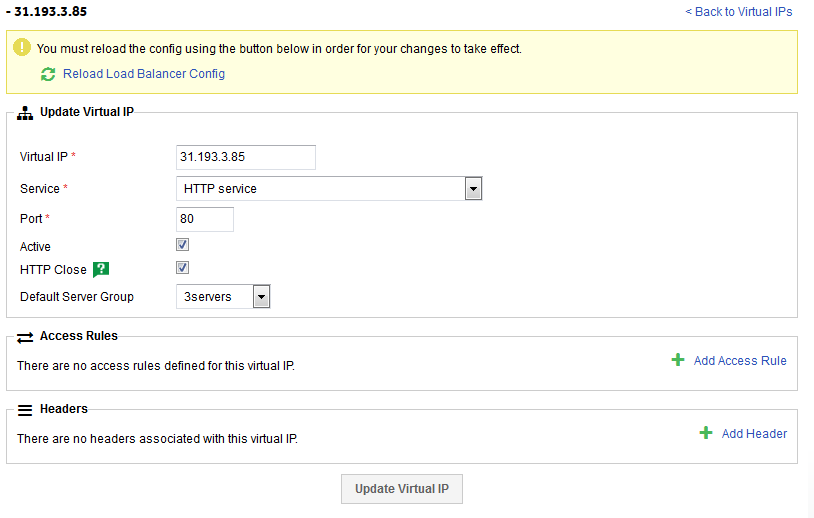 - 31.193.3.85
< Back to Virtual IPs
! You must reload the config using the button below in order for your changes to take effect.
Reload Load Balancer Config
Update Virtual IP
Virtual IP * 31.193.3.85
Service * HTTP service
Port * 80
Active
HTTP Close ?
Default Server Group 3servers
Access Rules
There are no access rules defined for this virtual IP.
Add Access Rule
Headers
There are no headers associated with this virtual IP.
Add Header
Update Virtual IP